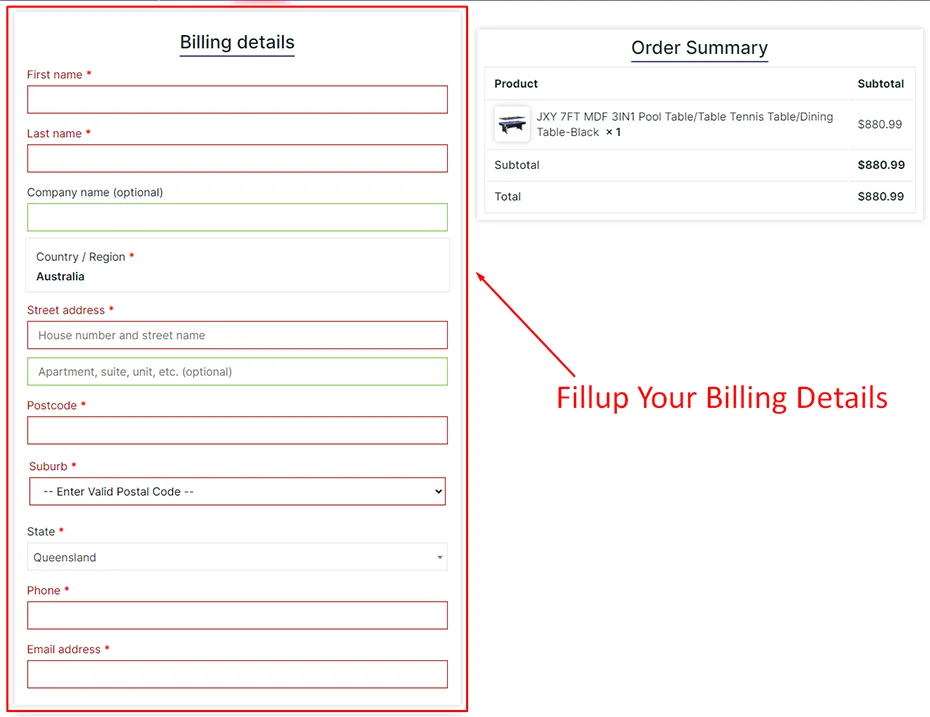 Billing details
First name *
Last name *
Company name (optional)
Country / Region *
Australia
Street address *
House number and street name
Apartment, suite, unit, etc. (optional)
Postcode *
Suburb *
-- Enter Valid Postal Code --
State *
Queensland
Phone *
Email address *
Order Summary
Product Subtotal
JXY 7FT MDF 3IN1 Pool Table/Table Tennis Table/Dining
Table-Black × 1
$880.99
Subtotal $880.99
Total $880.99
Fillup Your Billing Details